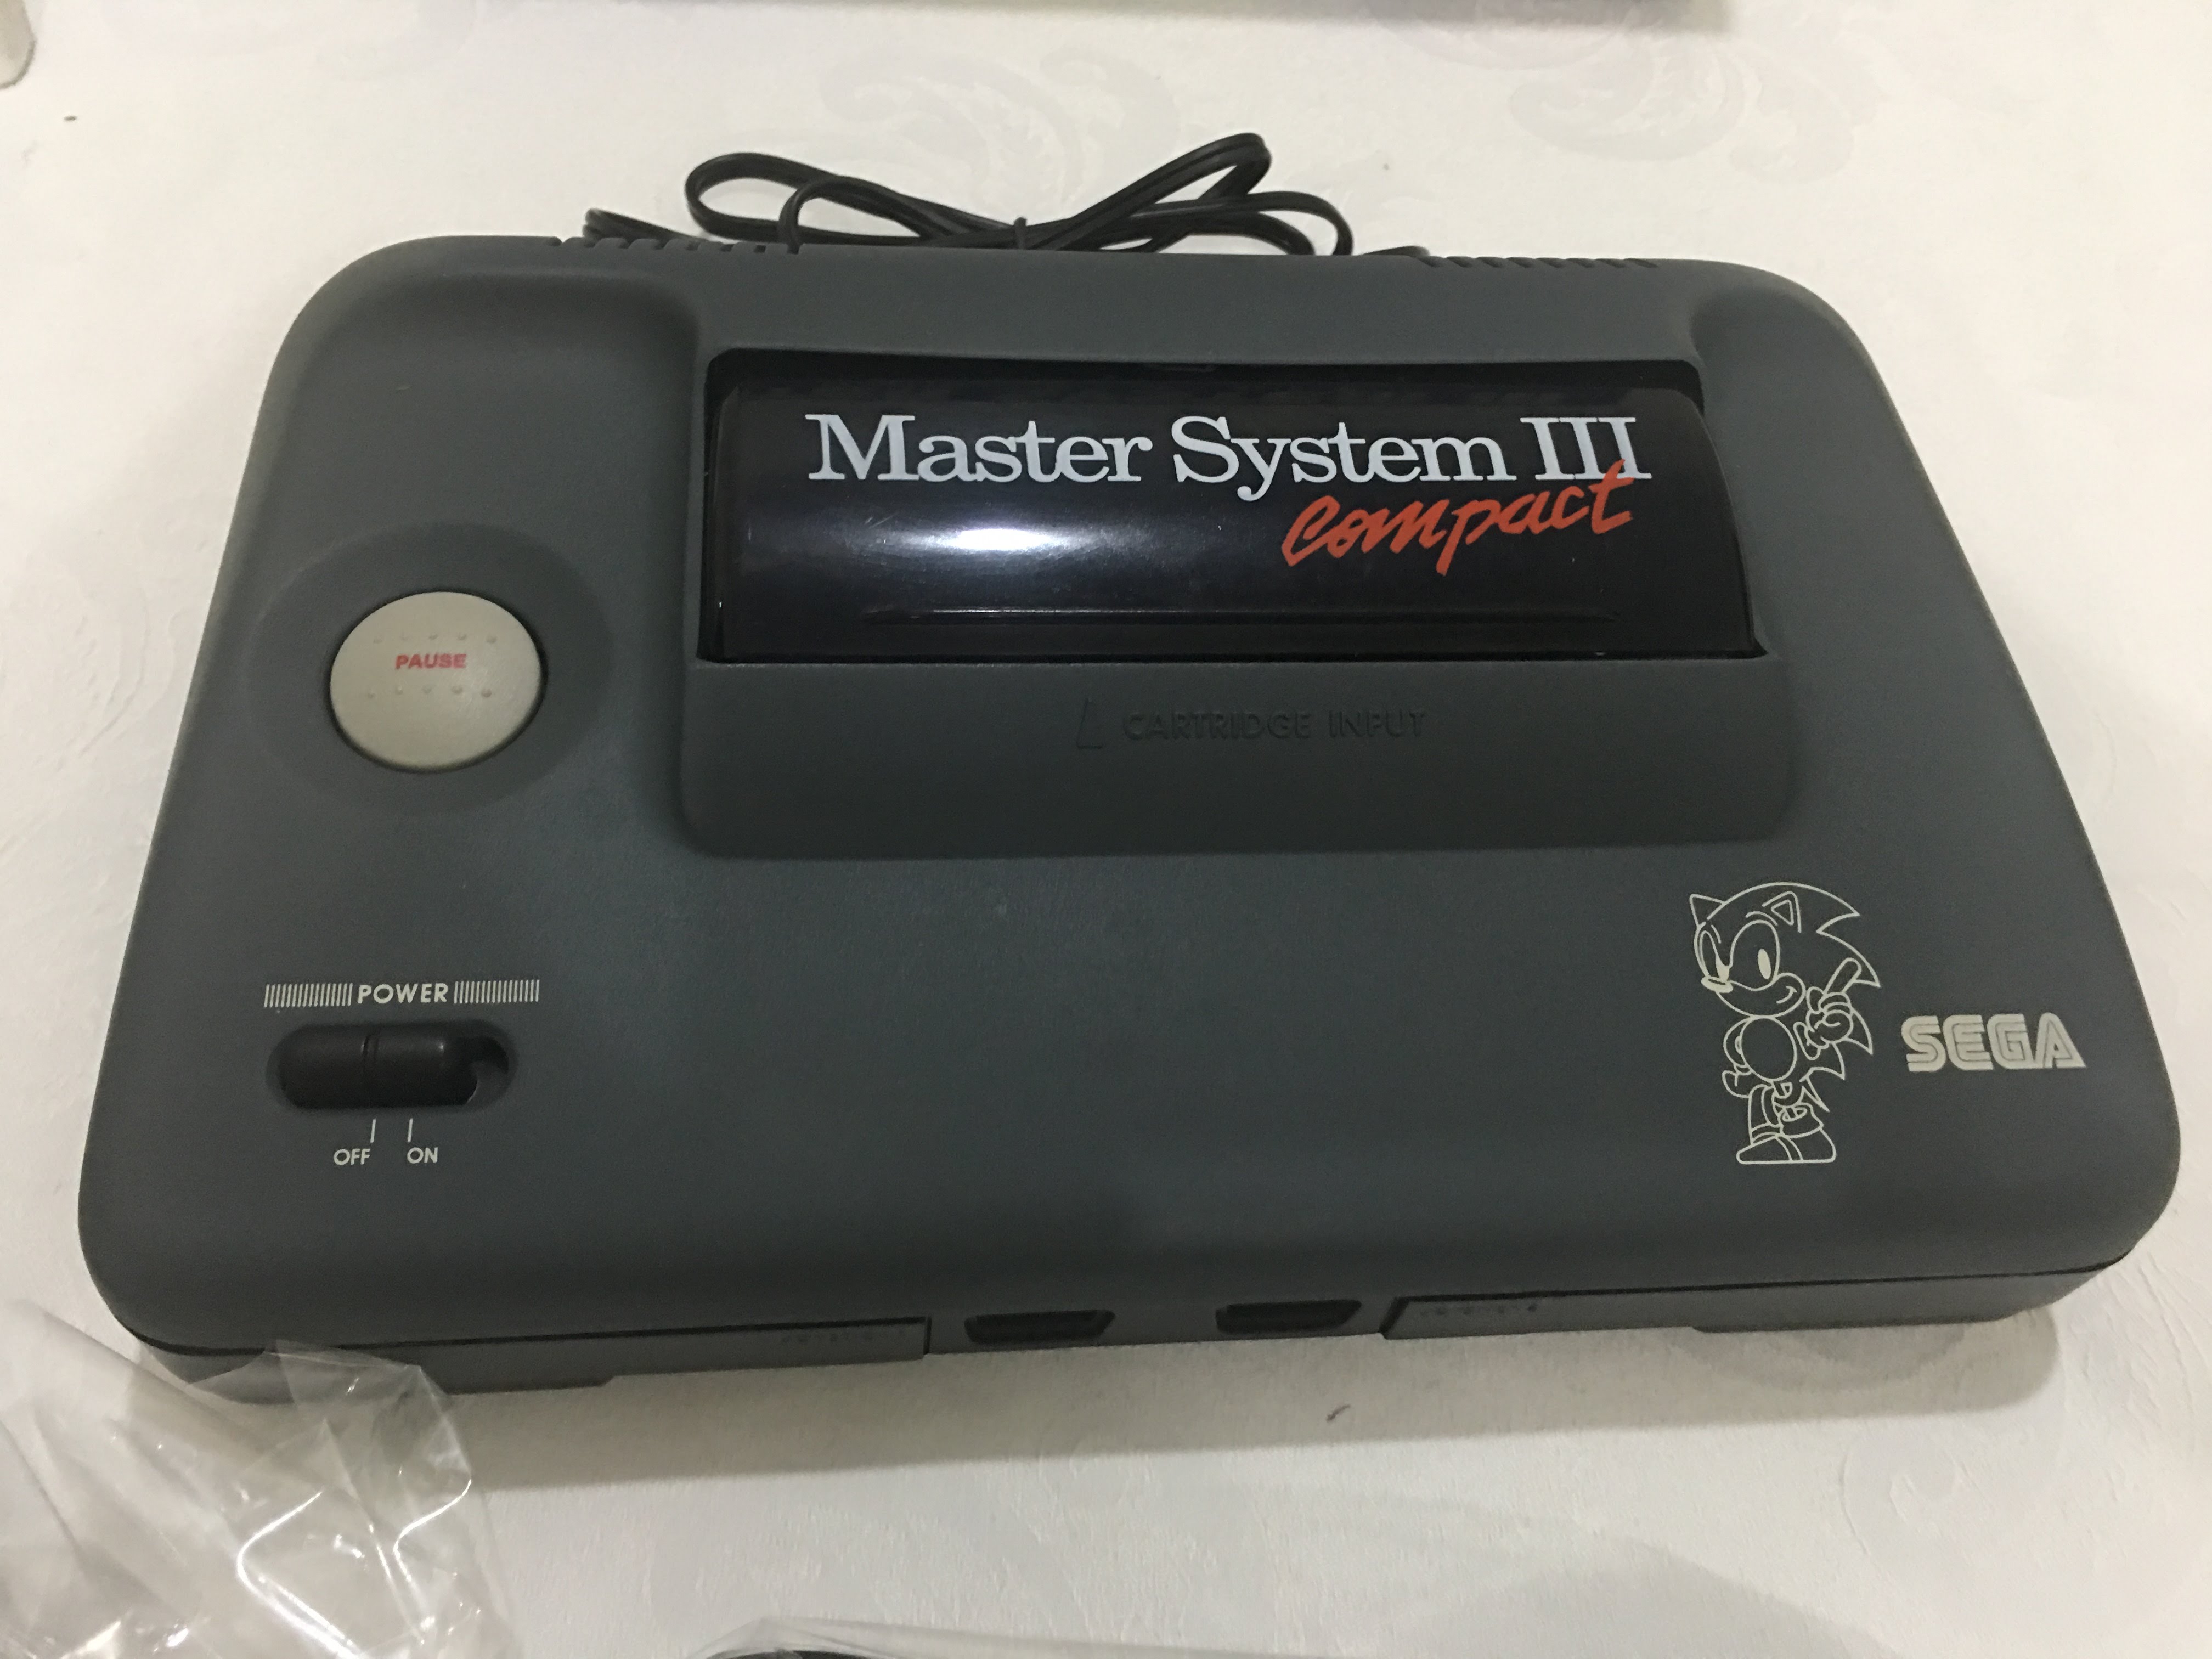 Master System III
compact
PAUSE
CARTRIDGE INPUT
POWER
OFF ON
SEGA